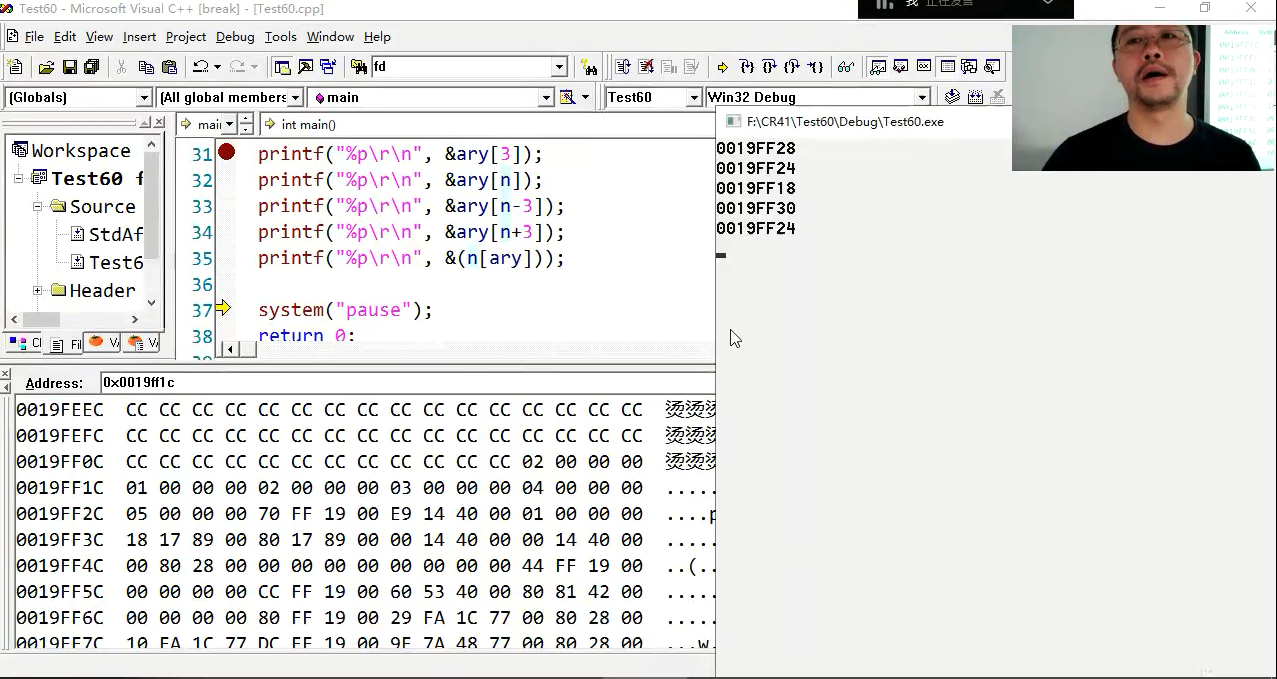 Test60 - Microsoft Visual C++ [break] - [Test60.cpp]
我 正在发言
File Edit View Insert Project Debug Tools Window Help
fd
(Globals) [All global members main Test60 Win32 Debug
mai int main()
F:\CR41\Test60\Debug\Test60.exe
Workspace
Test60 f
Source
StdAf
Test6
Header
31 printf("%p\r\n", &ary[3]);
32 printf("%p\r\n", &ary[n]);
33 printf("%p\r\n", &ary[n-3]);
34 printf("%p\r\n", &ary[n+3]);
35 printf("%p\r\n", &(n[ary]));
36
37 system("pause");
38 return 0;
0019FF28
0019FF24
0019FF18
0019FF30
0019FF24
Address: 0x0019ff1c
0019FEEC CC CC CC CC CC CC CC CC CC CC CC CC CC CC CC CC 烫烫烫
0019FEFC CC CC CC CC CC CC CC CC CC CC CC CC CC CC CC CC 烫烫烫
0019FF0C CC CC CC CC CC CC CC CC CC CC CC CC 02 00 00 00 烫烫烫
0019FF1C 01 00 00 00 02 00 00 00 03 00 00 00 04 00 00 00 .....
0019FF2C 05 00 00 00 70 FF 19 00 E9 14 40 00 01 00 00 00 ....p
0019FF3C 18 17 89 00 80 17 89 00 00 14 40 00 00 14 40 00 .....
0019FF4C 00 80 28 00 00 00 00 00 00 00 00 00 44 FF 19 00 ..(..
0019FF5C 00 00 00 00 CC FF 19 00 60 53 40 00 80 81 42 00 .....
0019FF6C 00 00 00 00 80 FF 19 00 29 FA 1C 77 00 80 28 00 .....
0019FF7C 10 FA 1C 77 DC FF 19 00 9F 7A 48 77 00 80 28 00 ...w.